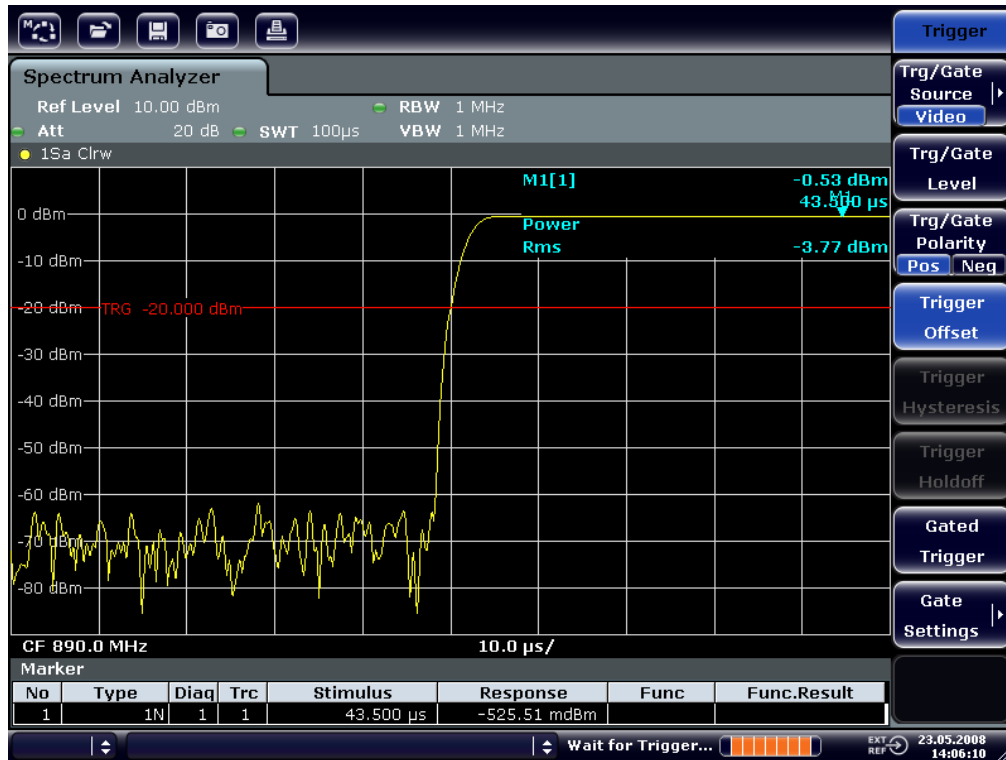 Trigger
Spectrum Analyzer
Ref Level 10.00 dBm RBW 1 MHz
Att 20 dB SWT 100µs VBW 1 MHz
1Sa Clrw
M1[1] -0.53 dBm
43.500 µs
M1
Power
Rms -3.77 dBm
0 dBm
-10 dBm
-20 dBm
TRG -20.000 dBm
-30 dBm
-40 dBm
-50 dBm
-60 dBm
-70 dBm
-80 dBm
CF 890.0 MHz 10.0 µs/
Marker
No Type Diag Trc Stimulus Response Func Func.Result
1 1N 1 1 43.500 µs -525.51 mdBm
Wait for Trigger...
EXT REF
23.05.2008
14:06:10
Trg/Gate
Source
Video
Trg/Gate
Level
Trg/Gate
Polarity
Pos Neg
Trigger
Offset
Trigger
Hysteresis
Trigger
Holdoff
Gated
Trigger
Gate
Settings